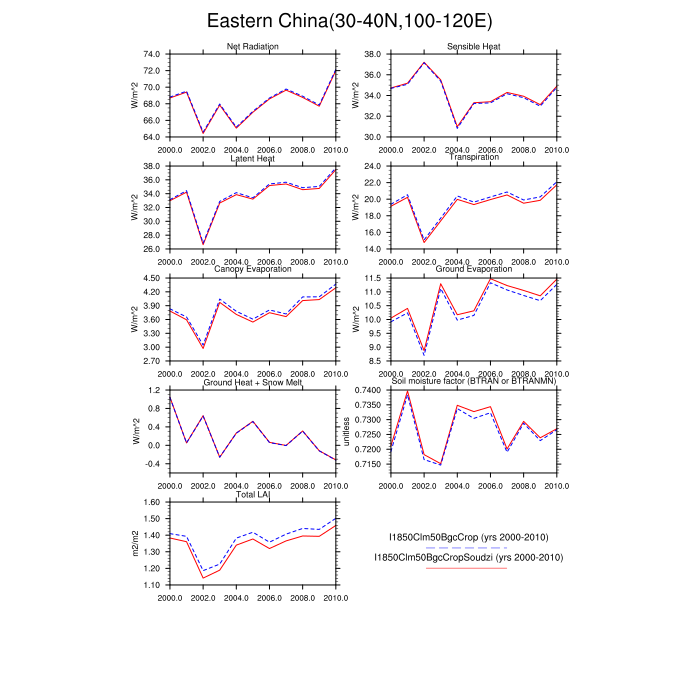 Eastern China(30-40N,100-120E)
Net Radiation
Sensible Heat
74.0
72.0
70.0
68.0
66.0
64.0
W/m^2
2000.0 2002.0 2004.0 2006.0 2008.0 2010.0
38.0
36.0
34.0
32.0
30.0
W/m^2
2000.0 2002.0 2004.0 2006.0 2008.0 2010.0
Latent Heat
Transpiration
38.0
36.0
34.0
32.0
30.0
28.0
26.0
W/m^2
2000.0 2002.0 2004.0 2006.0 2008.0 2010.0
24.0
22.0
20.0
18.0
16.0
14.0
W/m^2
2000.0 2002.0 2004.0 2006.0 2008.0 2010.0
Canopy Evaporation
Ground Evaporation
4.50
4.20
3.90
3.60
3.30
3.00
2.70
W/m^2
2000.0 2002.0 2004.0 2006.0 2008.0 2010.0
11.5
11.0
10.5
10.0
9.5
9.0
8.5
W/m^2
2000.0 2002.0 2004.0 2006.0 2008.0 2010.0
Ground Heat + Snow Melt
Soil moisture factor (BTRAN or BTRANMN)
1.2
0.8
0.4
0.0
-0.4
W/m^2
2000.0 2002.0 2004.0 2006.0 2008.0 2010.0
0.7400
0.7350
0.7300
0.7250
0.7200
0.7150
unitless
2000.0 2002.0 2004.0 2006.0 2008.0 2010.0
Total LAI
1.60
1.50
1.40
1.30
1.20
1.10
m2/m2
2000.0 2002.0 2004.0 2006.0 2008.0 2010.0
I1850Clm50BgcCrop (yrs 2000-2010)
I1850Clm50BgcCropSoudzi (yrs 2000-2010)